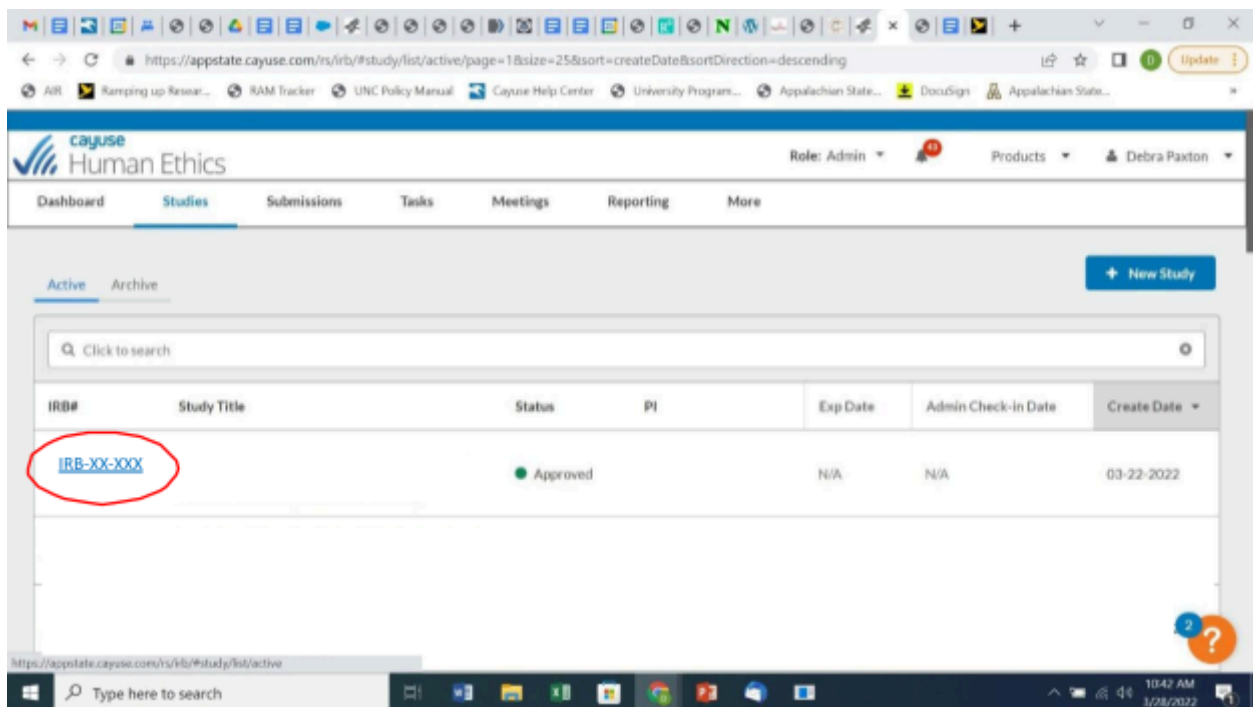 https://appstate.cayuse.com/rs/irb/#study/list/active/page=1&size=25&sort=createDate&sortDirection=descending
Update
AIR Ramping up Resear... RAM Tracker UNC Policy Manual Cayuse Help Center University Program... Appalachian State... DocuSign Appalachian State... »
cayuse
Human Ethics
Role: Admin 43 Products Debra Paxton
Dashboard Studies Submissions Tasks Meetings Reporting More
Active Archive
+ New Study
Click to search
IRB# Study Title Status PI Exp Date Admin Check-in Date Create Date
IRB-XX-XXX Approved N/A N/A 03-22-2022
2
?
https://appstate.cayuse.com/rs/irb/#study/list/active
Type here to search
10:42 AM
3/28/2022